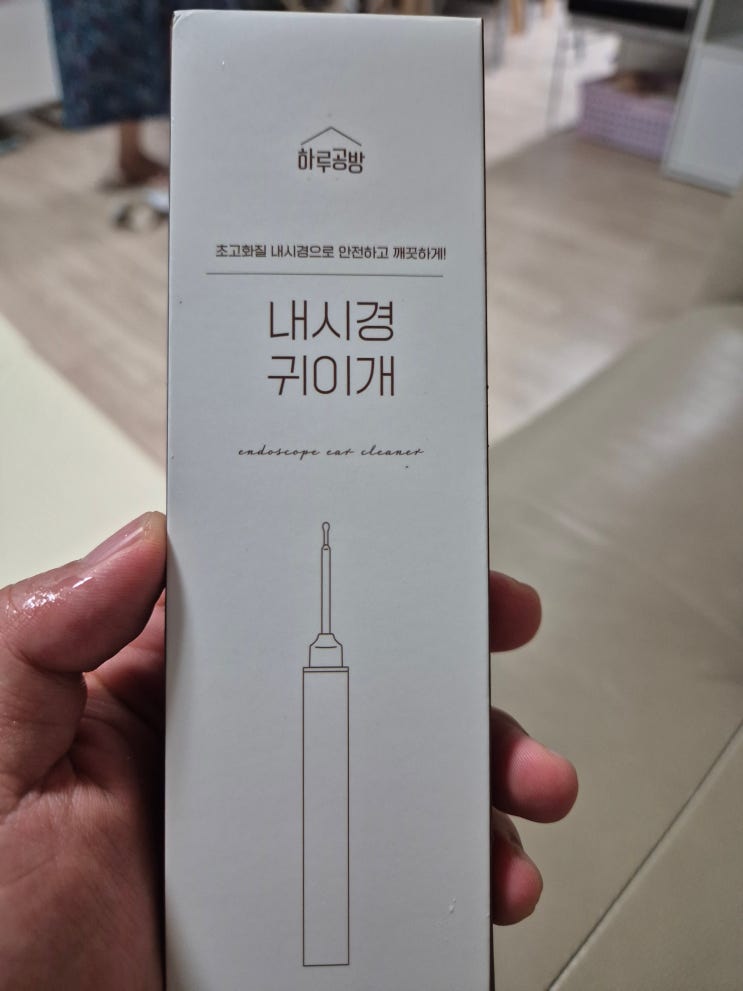 하루공방
초고화질 내시경으로 안전하고 깨끗하게!
내시경
귀이개
endoscope ear cleaner